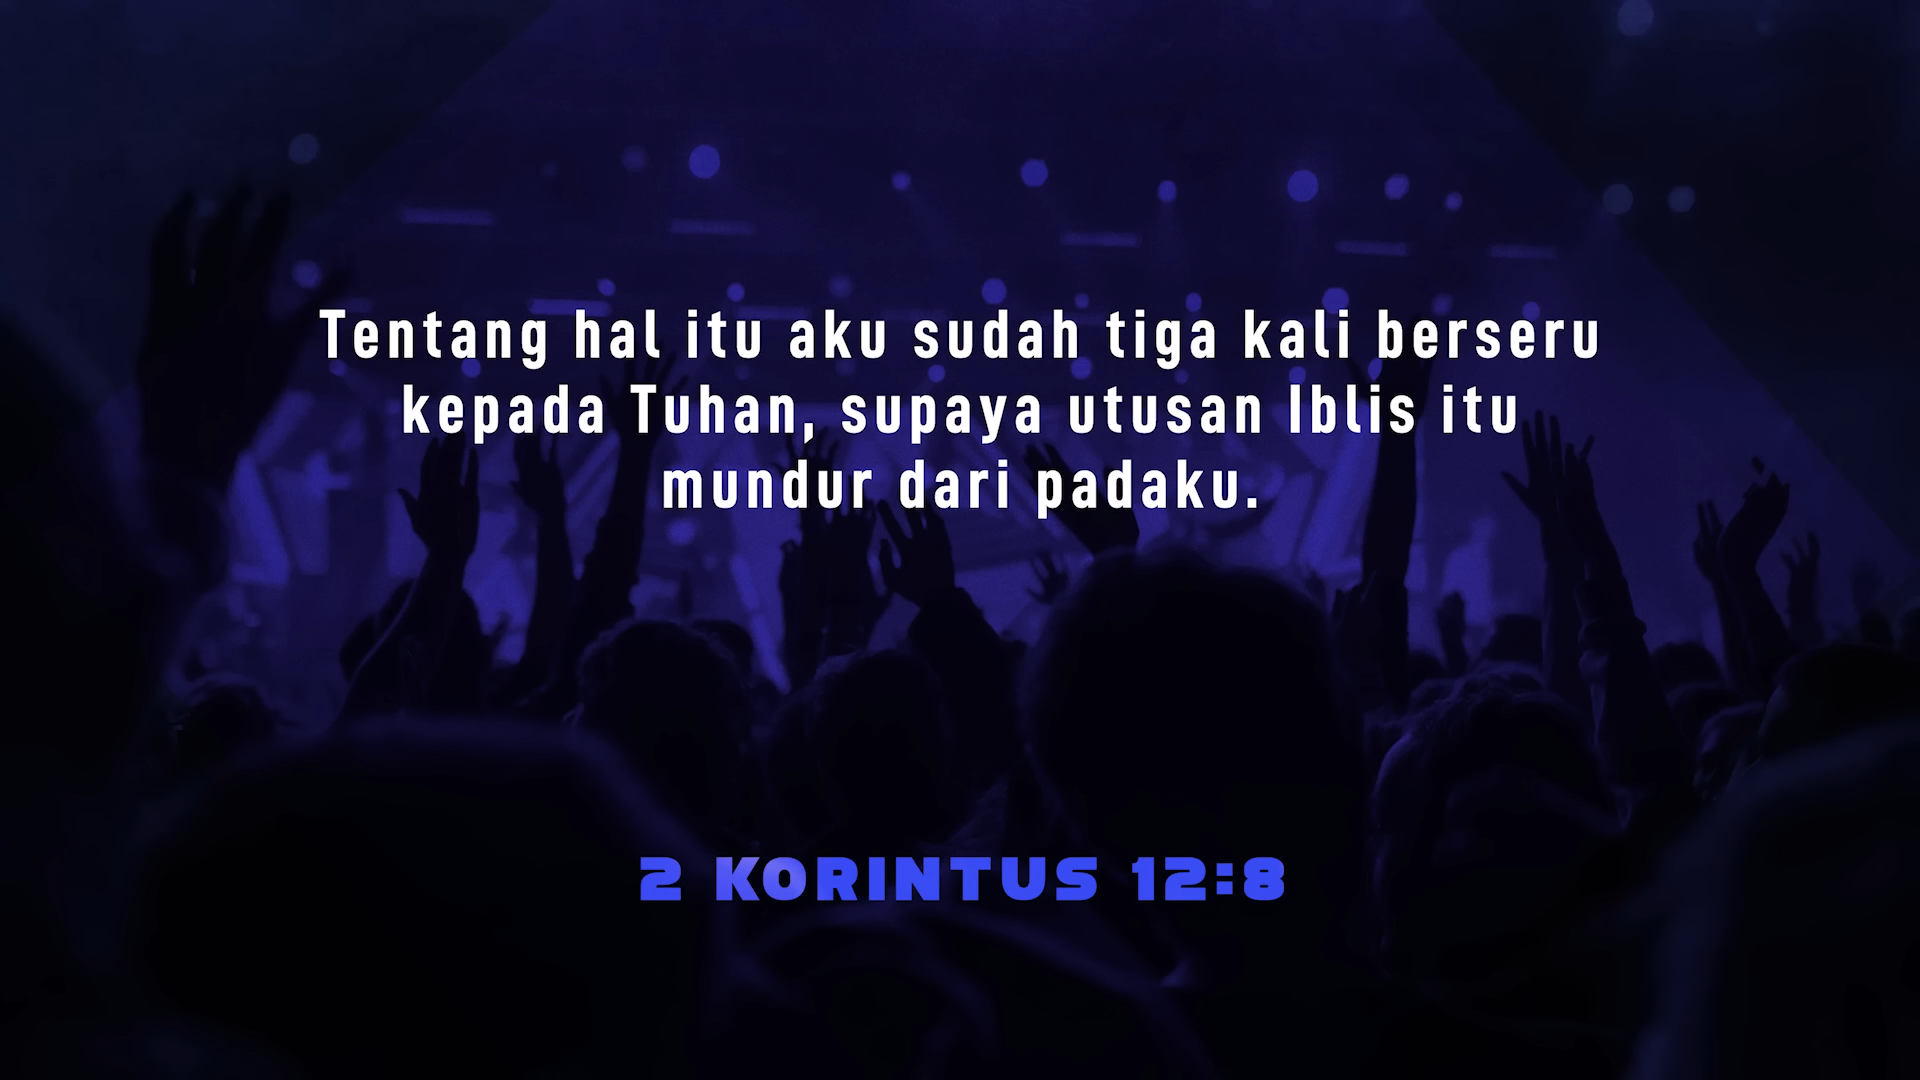 Tentang hal itu aku sudah tiga kali berseru
kepada Tuhan, supaya utusan Iblis itu
mundur dari padaku.
2 KORINTUS 12:8